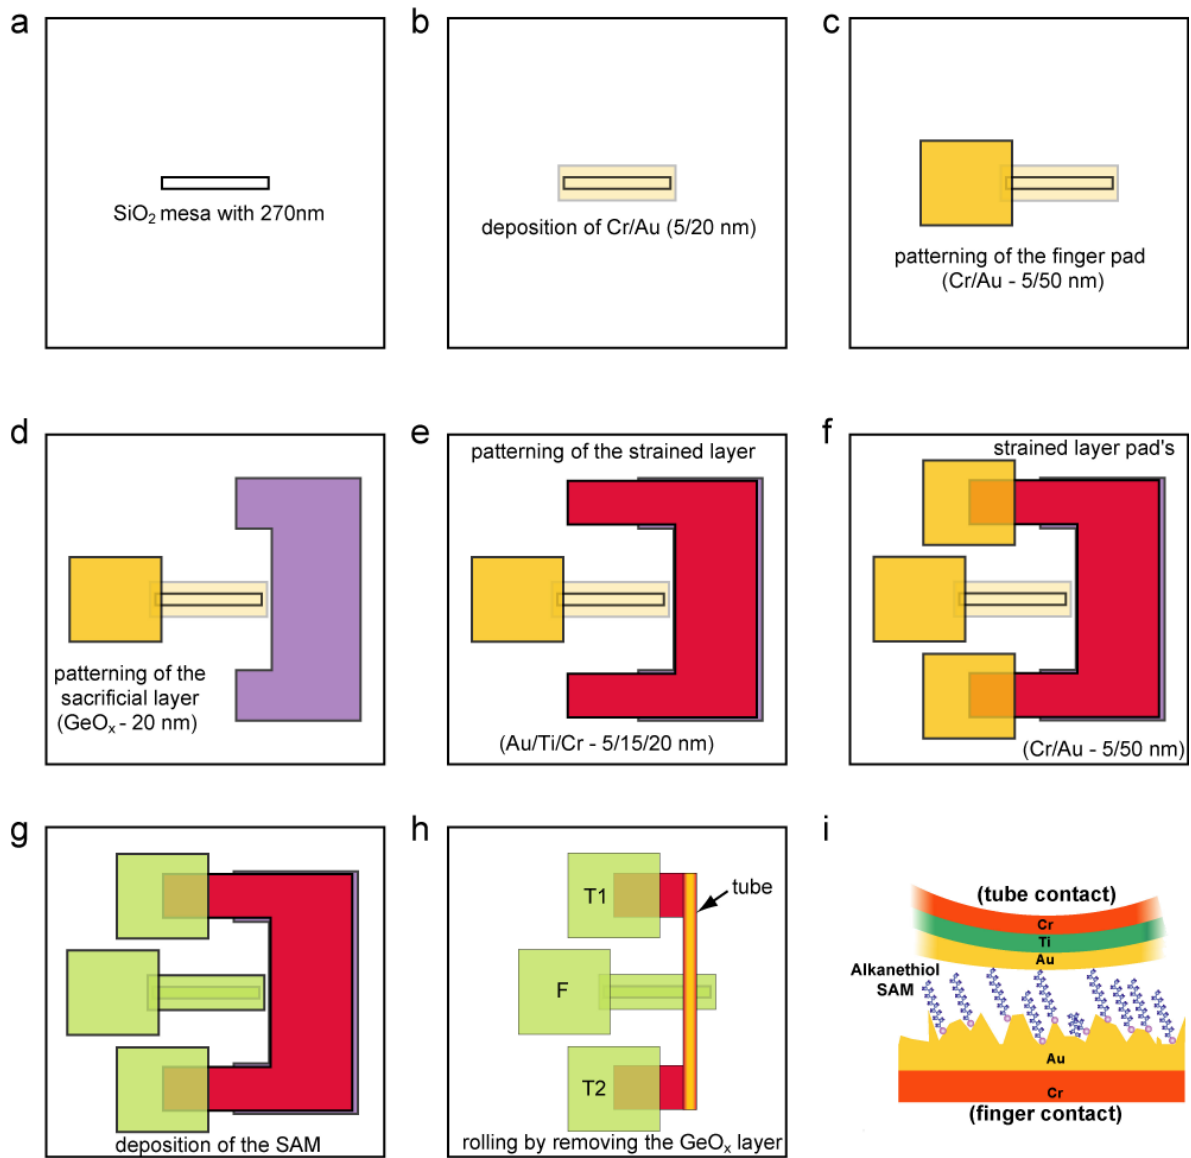 a
b
c
SiO₂ mesa with 270nm
deposition of Cr/Au (5/20 nm)
patterning of the finger pad
(Cr/Au - 5/50 nm)
d
e
f
patterning of the
sacrificial layer
(GeOₓ - 20 nm)
patterning of the strained layer
(Au/Ti/Cr - 5/15/20 nm)
strained layer pad's
(Cr/Au - 5/50 nm)
g
h
i
deposition of the SAM
T1
tube
F
T2
rolling by removing the GeOₓ layer
(tube contact)
Cr
Ti
Au
Alkanethiol
SAM
Au
Cr
(finger contact)